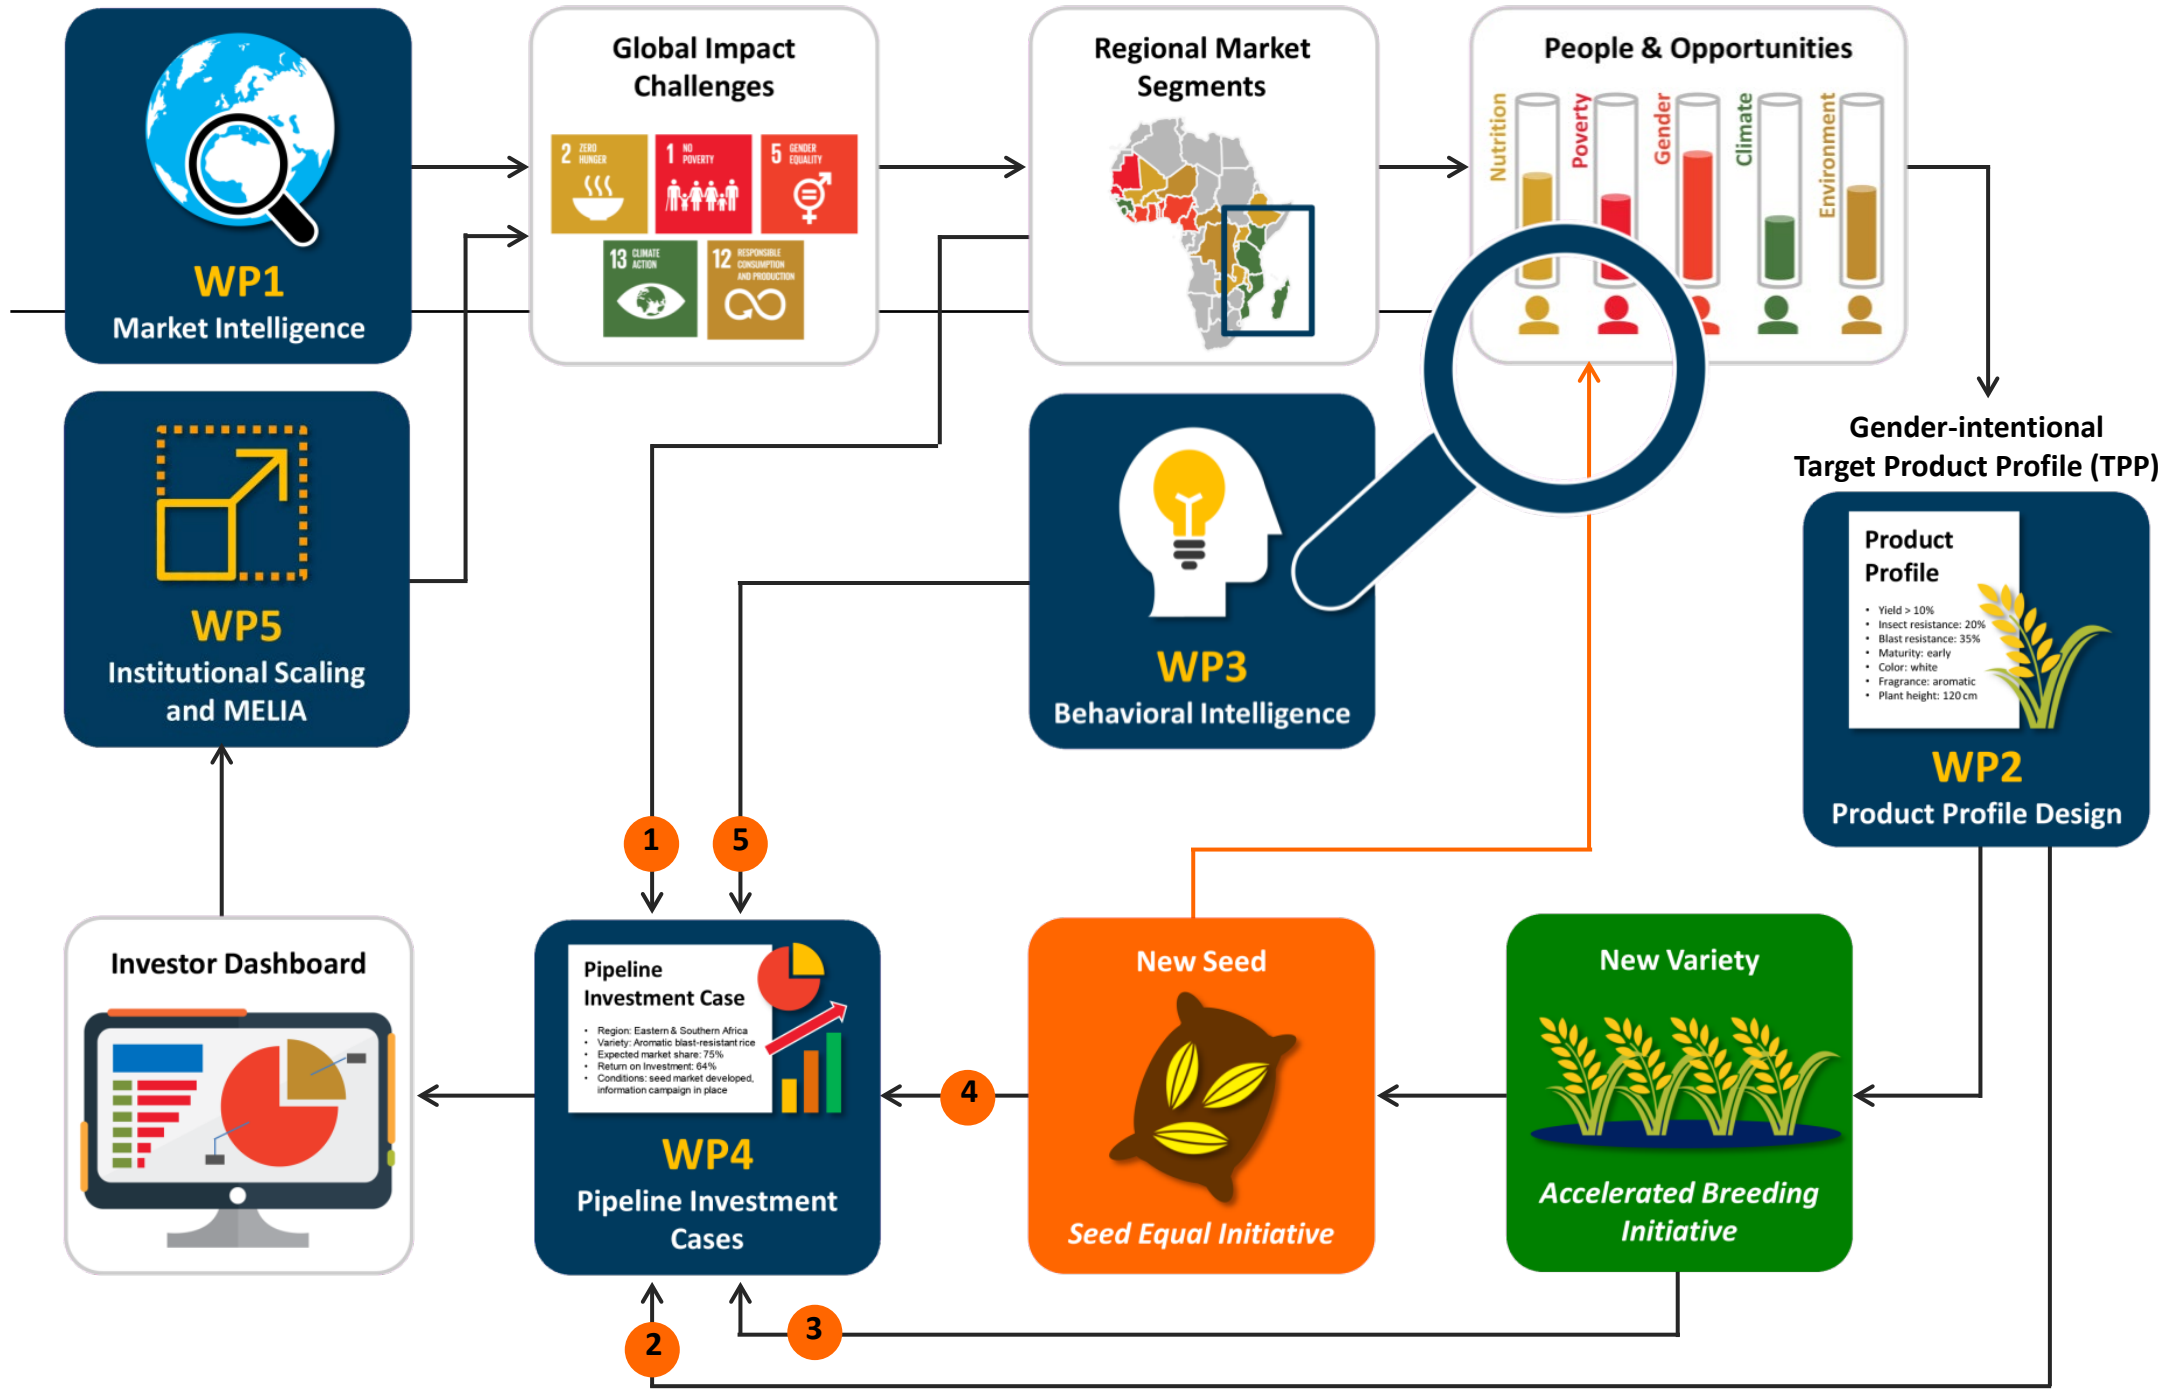 WP1
Market Intelligence
Global Impact
Challenges
2 ZERO
HUNGER
1 NO
POVERTY
5 GENDER
EQUALITY
13 CLIMATE
ACTION
12 RESPONSIBLE
CONSUMPTION
AND PRODUCTION
Regional Market
Segments
People & Opportunities
Nutrition
Poverty
Gender
Climate
Environment
WP5
Institutional Scaling
and MELIA
WP3
Behavioral Intelligence
Gender-intentional
Target Product Profile (TPP)
Product
Profile
• Yield > 10%
• Insect resistance: 20%
• Blast resistance: 35%
• Maturity: early
• Color: white
• Fragrance: aromatic
• Plant height: 120 cm
WP2
Product Profile Design
1
5
Investor Dashboard
Pipeline
Investment Case
• Region: Eastern & Southern Africa
• Variety: Aromatic blast-resistant rice
• Expected market share: 75%
• Return on Investment: 64%
• Conditions: seed market developed,
information campaign in place
WP4
Pipeline Investment
Cases
4
New Seed
Seed Equal Initiative
New Variety
Accelerated Breeding
Initiative
2
3